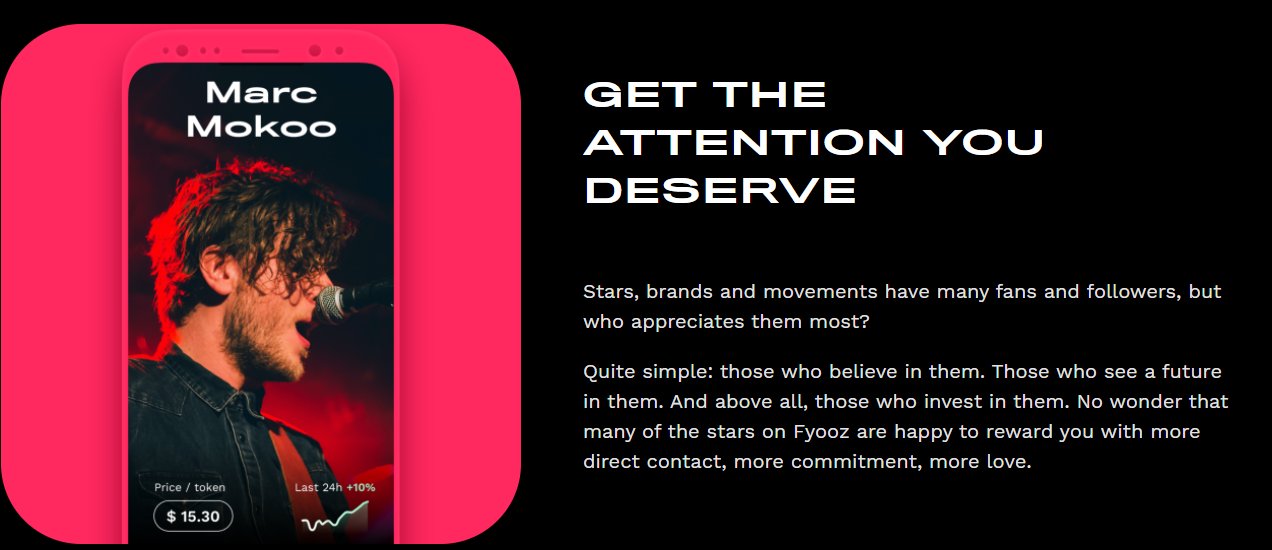 Marc
Mokoo
Price / token
Last 24h +10%
$ 15.30
GET THE
ATTENTION YOU
DESERVE
Stars, brands and movements have many fans and followers, but
who appreciates them most?
Quite simple: those who believe in them. Those who see a future
in them. And above all, those who invest in them. No wonder that
many of the stars on Fyooz are happy to reward you with more
direct contact, more commitment, more love.